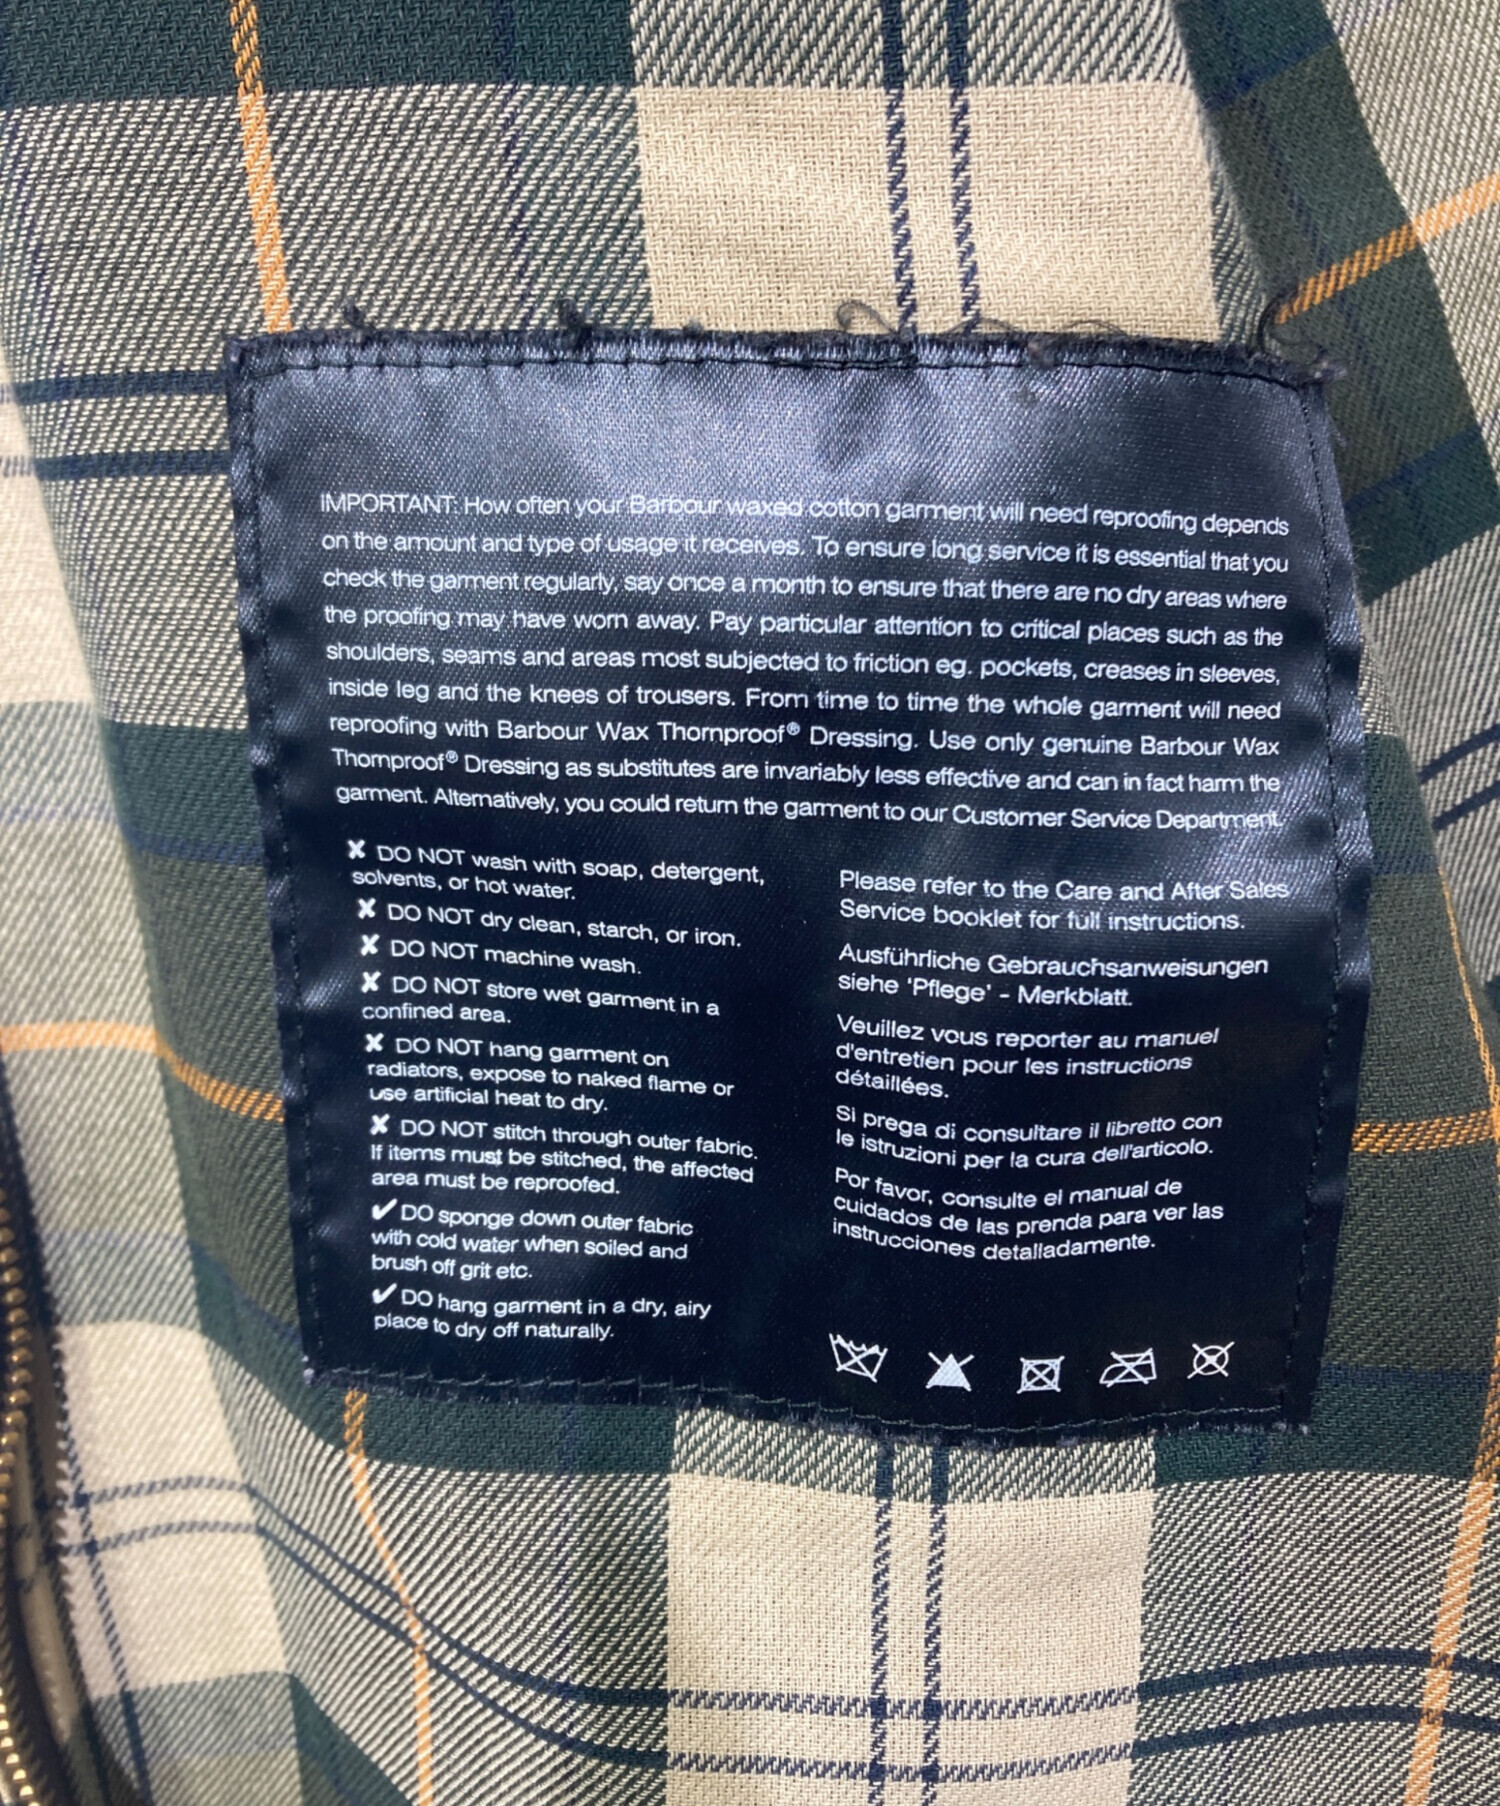 IMPORTANT: How often your Barbour waxed cotton garment will need reproofing depends
on the amount and type of usage it receives. To ensure long service it is essential that you
check the garment regularly, say once a month to ensure that there are no dry areas where
the proofing may have worn away. Pay particular attention to critical places such as the
shoulders, seams and areas most subjected to friction eg. pockets, creases in sleeves,
inside leg and the knees of trousers. From time to time the whole garment will need
reproofing with Barbour Wax Thornproof® Dressing. Use only genuine Barbour Wax
Thornproof® Dressing as substitutes are invariably less effective and can in fact harm the
garment. Alternatively, you could return the garment to our Customer Service Department.
✘ DO NOT wash with soap, detergent,
solvents, or hot water.
✘ DO NOT dry clean, starch, or iron.
✘ DO NOT machine wash.
✘ DO NOT store wet garment in a
confined area.
✘ DO NOT hang garment on
radiators, expose to naked flame or
use artificial heat to dry.
✘ DO NOT stitch through outer fabric.
If items must be stitched, the affected
area must be reproofed.
✔ DO sponge down outer fabric
with cold water when soiled and
brush off grit etc.
✔ DO hang garment in a dry, airy
place to dry off naturally.
Please refer to the Care and After Sales
Service booklet for full instructions.
Ausführliche Gebrauchsanweisungen
siehe 'Pflege' - Merkblatt.
Veuillez vous reporter au manuel
d'entretien pour les instructions
détaillées.
Si prega di consultare il libretto con
le istruzioni per la cura dell'articolo.
Por favor, consulte el manual de
cuidados de las prenda para ver las
instrucciones detalladamente.